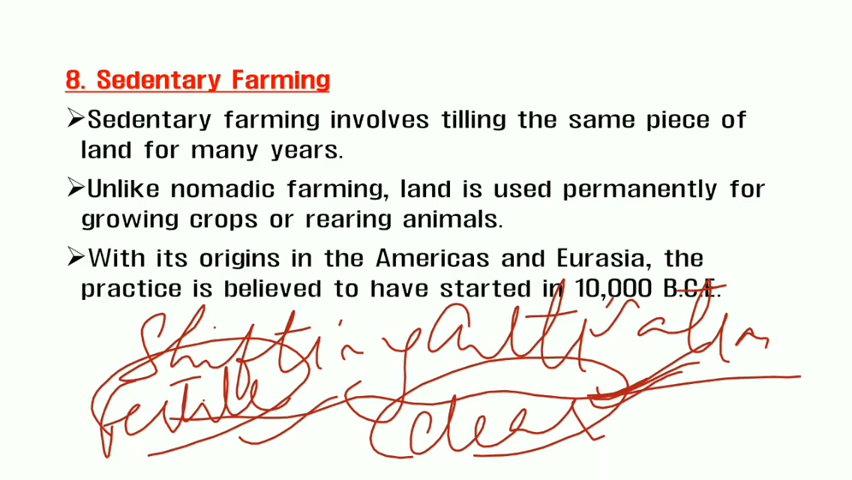 8. Sedentary Farming
➢Sedentary farming involves tilling the same piece of
land for many years.
➢Unlike nomadic farming, land is used permanently for
growing crops or rearing animals.
➢With its origins in the Americas and Eurasia, the
practice is believed to have started in 10,000 B.C.E.
Shifting Cultivation
fertile clear